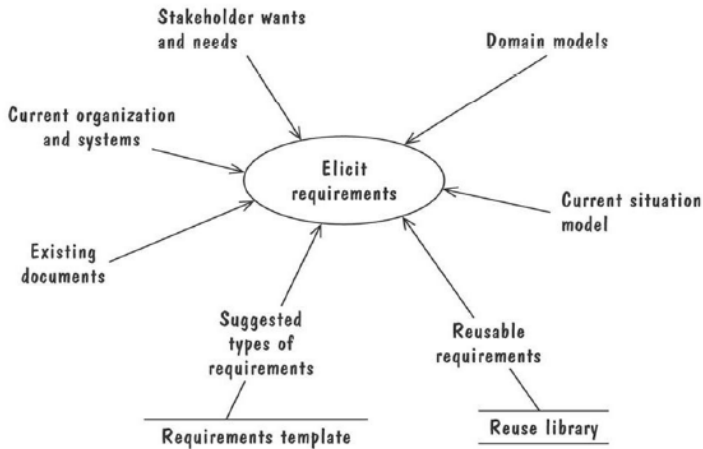 Stakeholder wants
and needs
Domain models
Current organization
and systems
Elicit
requirements
Current situation
model
Existing
documents
Suggested
types of
requirements
Reusable
requirements
Requirements template
Reuse library